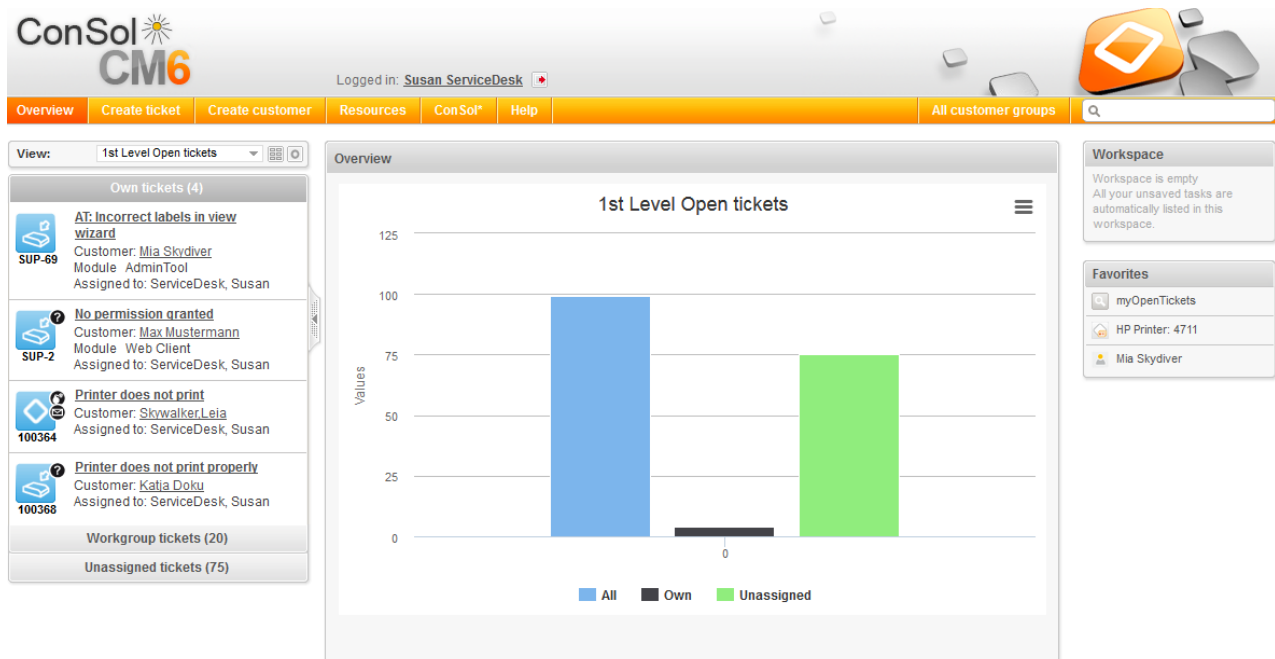 ConSol
CM6
Logged in: Susan ServiceDesk
Overview Create ticket Create customer Resources ConSol* Help All customer groups
View: 1st Level Open tickets
Own tickets (4)
AT: Incorrect labels in view
wizard
Customer: Mia Skydiver
Module AdminTool
Assigned to: ServiceDesk, Susan
SUP-69
No permission granted
Customer: Max Mustermann
Module Web Client
Assigned to: ServiceDesk, Susan
SUP-2
Printer does not print
Customer: Skywalker,Leia
Assigned to: ServiceDesk, Susan
100364
Printer does not print properly
Customer: Katja Doku
Assigned to: ServiceDesk, Susan
100368
Workgroup tickets (20)
Unassigned tickets (75)
Overview
1st Level Open tickets
Values
125
100
75
50
25
0
0
All Own Unassigned
Workspace
Workspace is empty
All your unsaved tasks are
automatically listed in this
workspace.
Favorites
myOpenTickets
HP Printer: 4711
Mia Skydiver